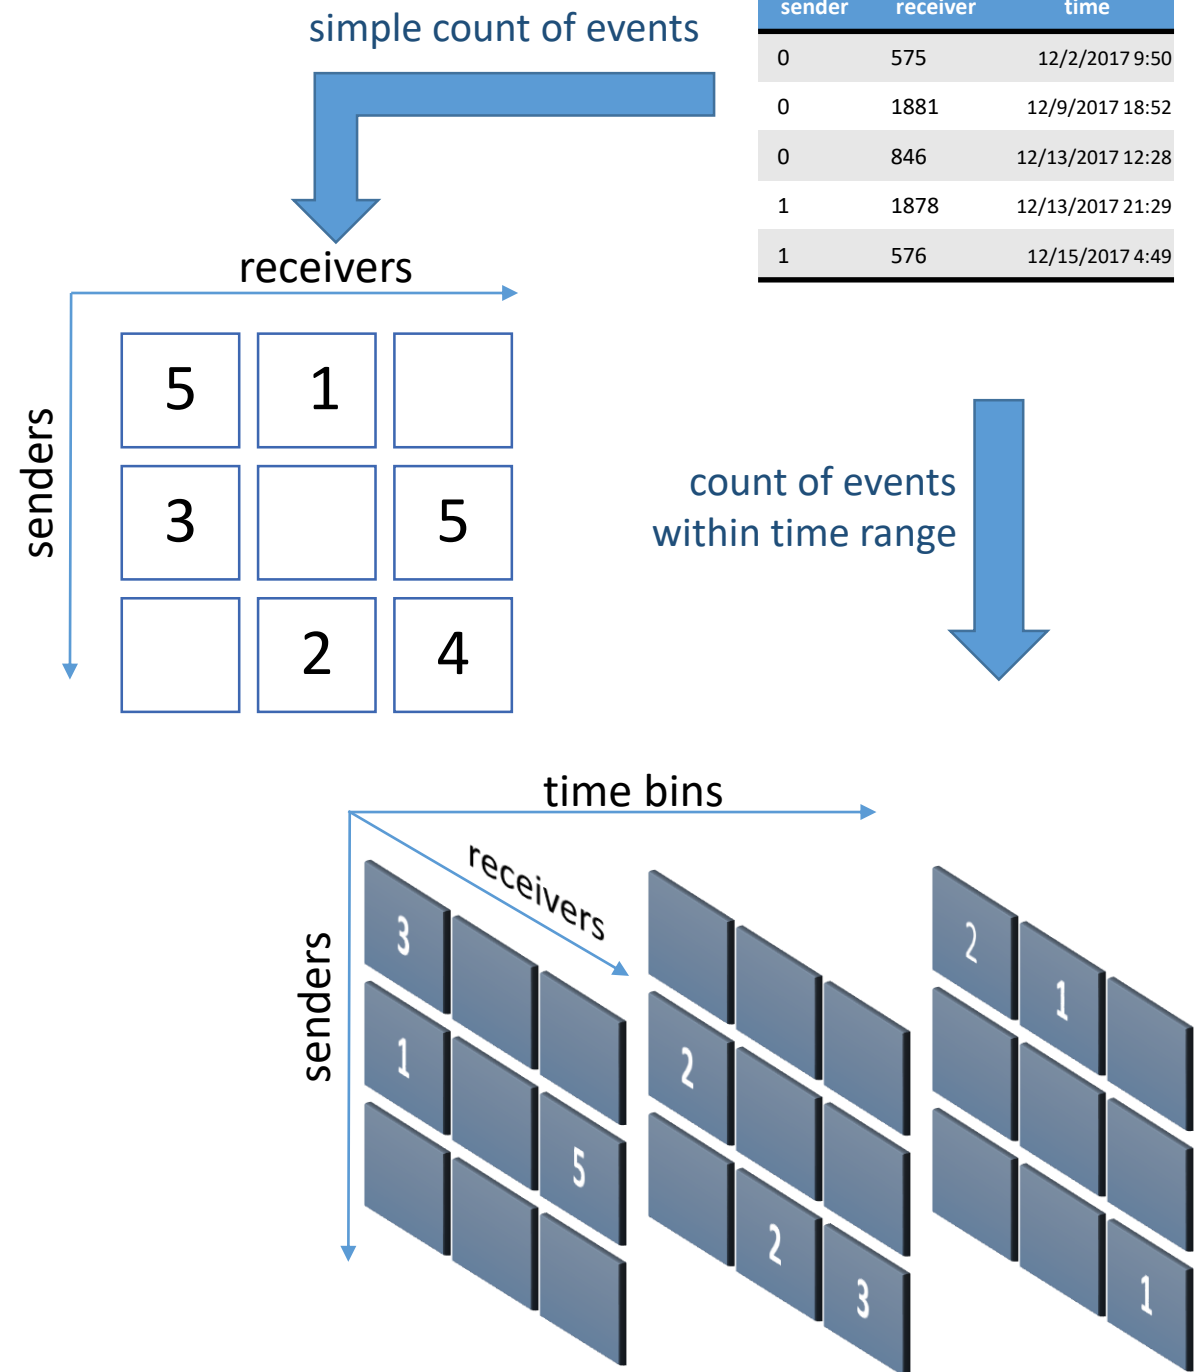 simple count of events
sender receiver time
0 575 12/2/2017 9:50
0 1881 12/9/2017 18:52
0 846 12/13/2017 12:28
1 1878 12/13/2017 21:29
1 576 12/15/2017 4:49
receivers
senders
5 1
3 5
2 4
count of events
within time range
time bins
receivers
senders
3
1
5
2
2
3
2
1
1